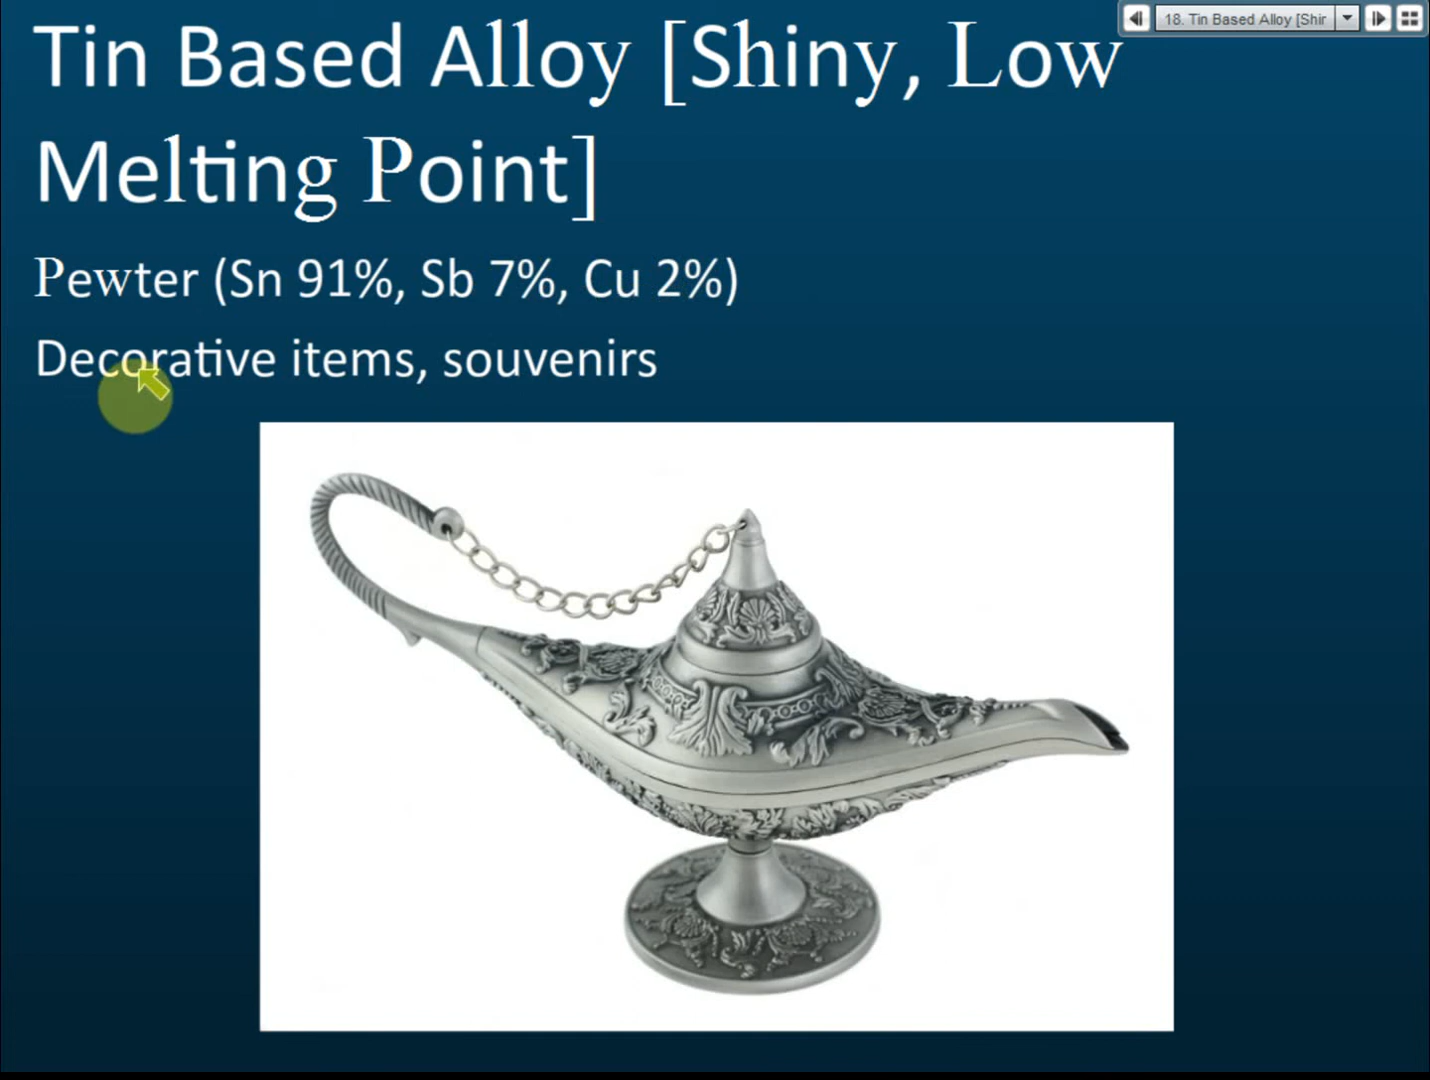 18. Tin Based Alloy [Shir
Tin Based Alloy [Shiny, Low
Melting Point]
Pewter (Sn 91%, Sb 7%, Cu 2%)
Decorative items, souvenirs